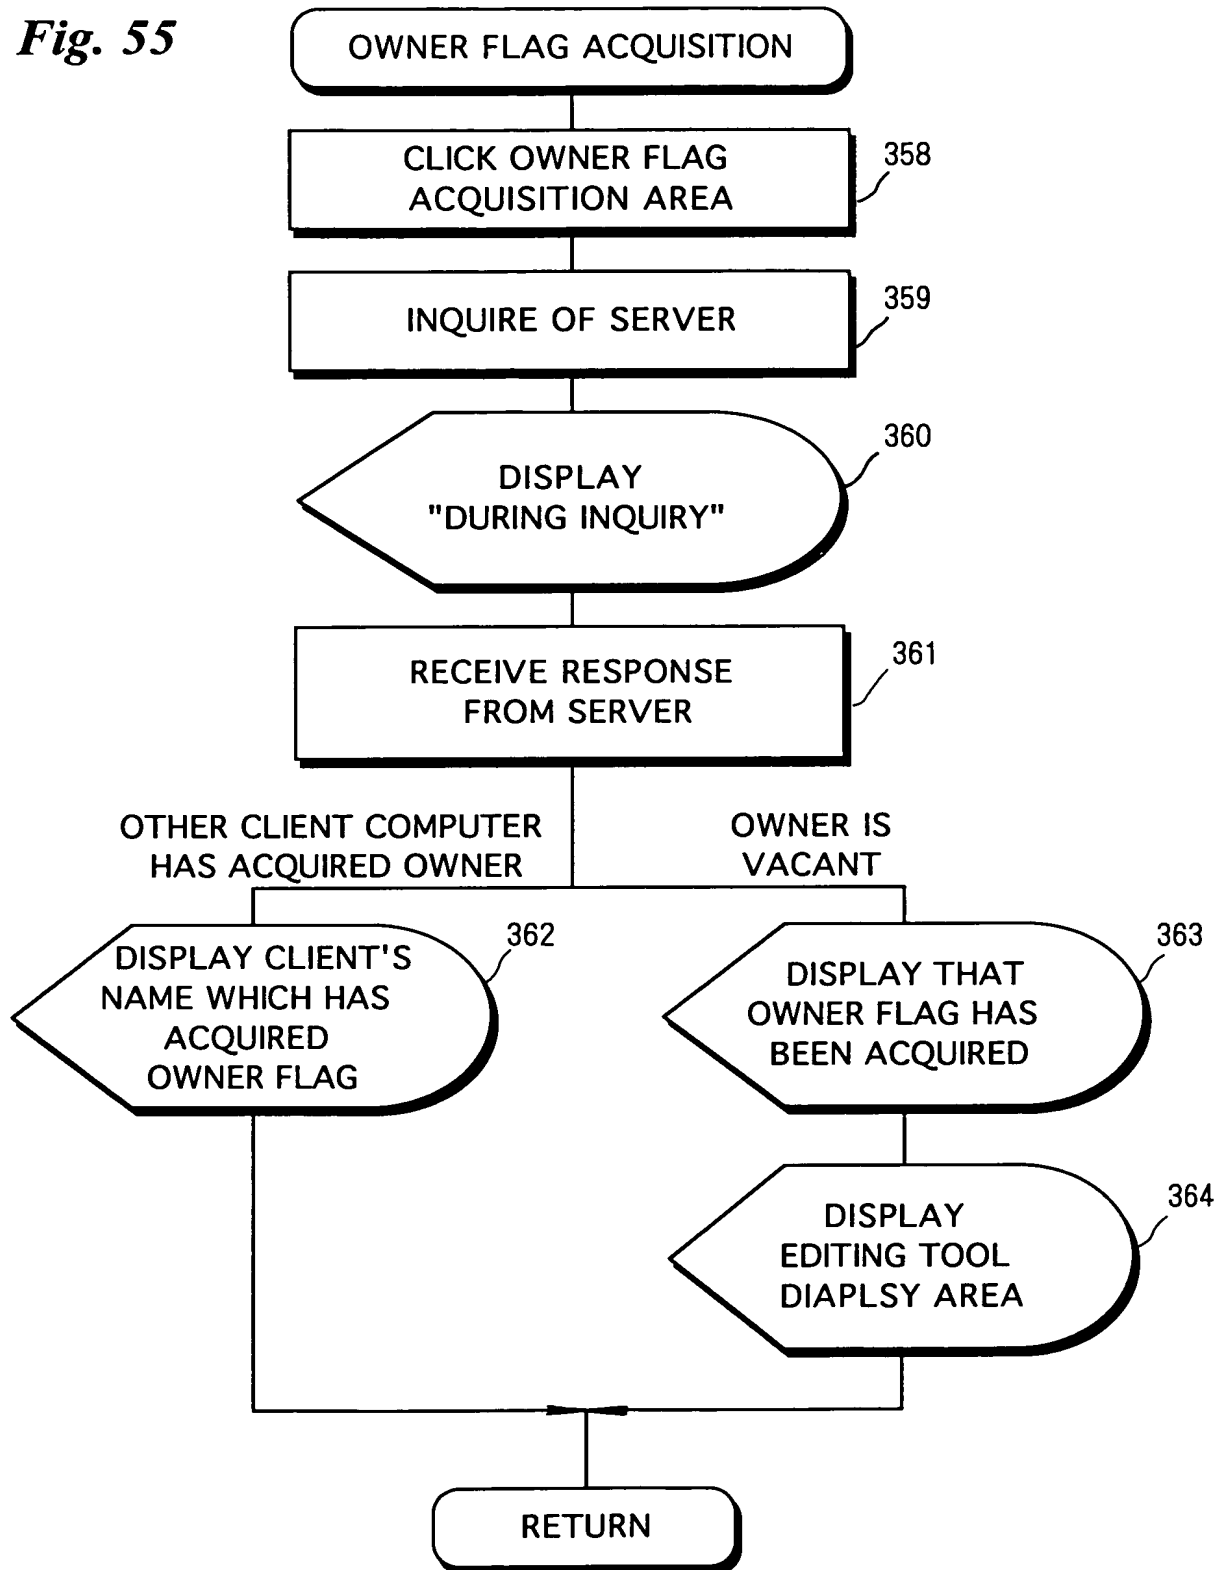 Fig. 55
OWNER FLAG ACQUISITION
CLICK OWNER FLAG
ACQUISITION AREA
358
INQUIRE OF SERVER
359
DISPLAY
"DURING INQUIRY"
360
RECEIVE RESPONSE
FROM SERVER
361
OTHER CLIENT COMPUTER
HAS ACQUIRED OWNER
OWNER IS
VACANT
DISPLAY CLIENT'S
NAME WHICH HAS
ACQUIRED
OWNER FLAG
362
DISPLAY THAT
OWNER FLAG HAS
BEEN ACQUIRED
363
DISPLAY
EDITING TOOL
DIAPLSY AREA
364
RETURN